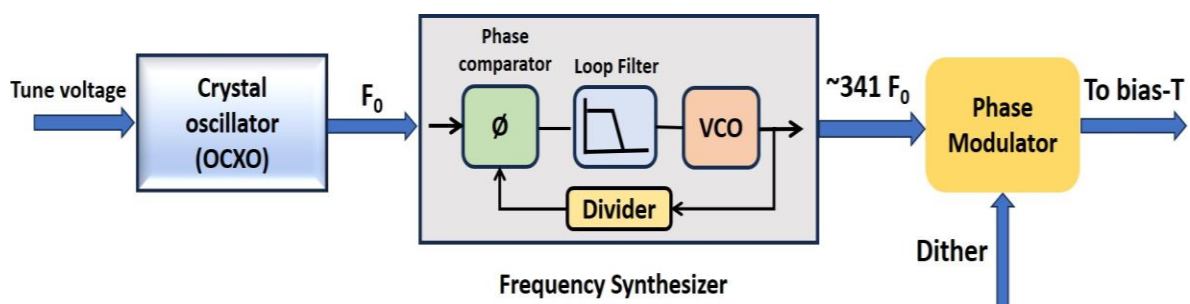 Tune voltage
Crystal
oscillator
(OCXO)
F₀
Phase
comparator
Ø
Loop Filter
VCO
Divider
Frequency Synthesizer
~341 F₀
Phase
Modulator
To bias-T
Dither